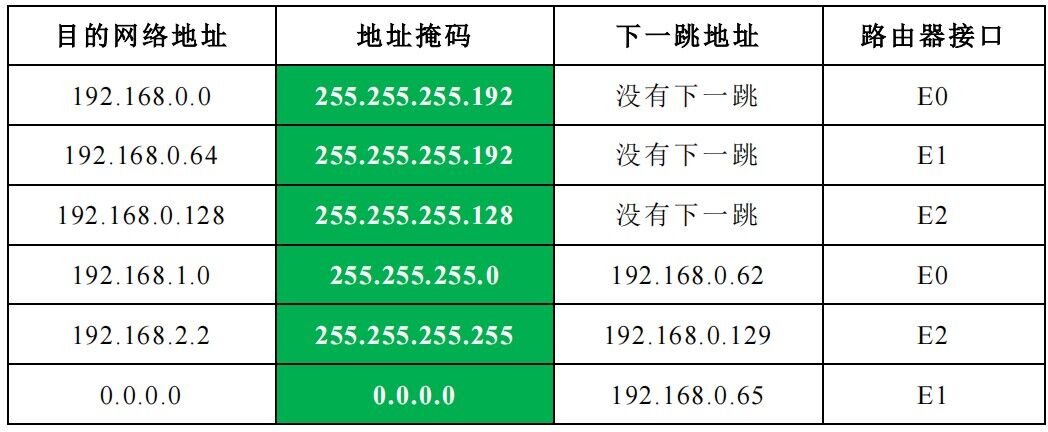 目的网络地址 地址掩码 下一跳地址 路由器接口
192.168.0.0 255.255.255.192 没有下一跳 E0
192.168.0.64 255.255.255.192 没有下一跳 E1
192.168.0.128 255.255.255.128 没有下一跳 E2
192.168.1.0 255.255.255.0 192.168.0.62 E0
192.168.2.2 255.255.255.255 192.168.0.129 E2
0.0.0.0 0.0.0.0 192.168.0.65 E1